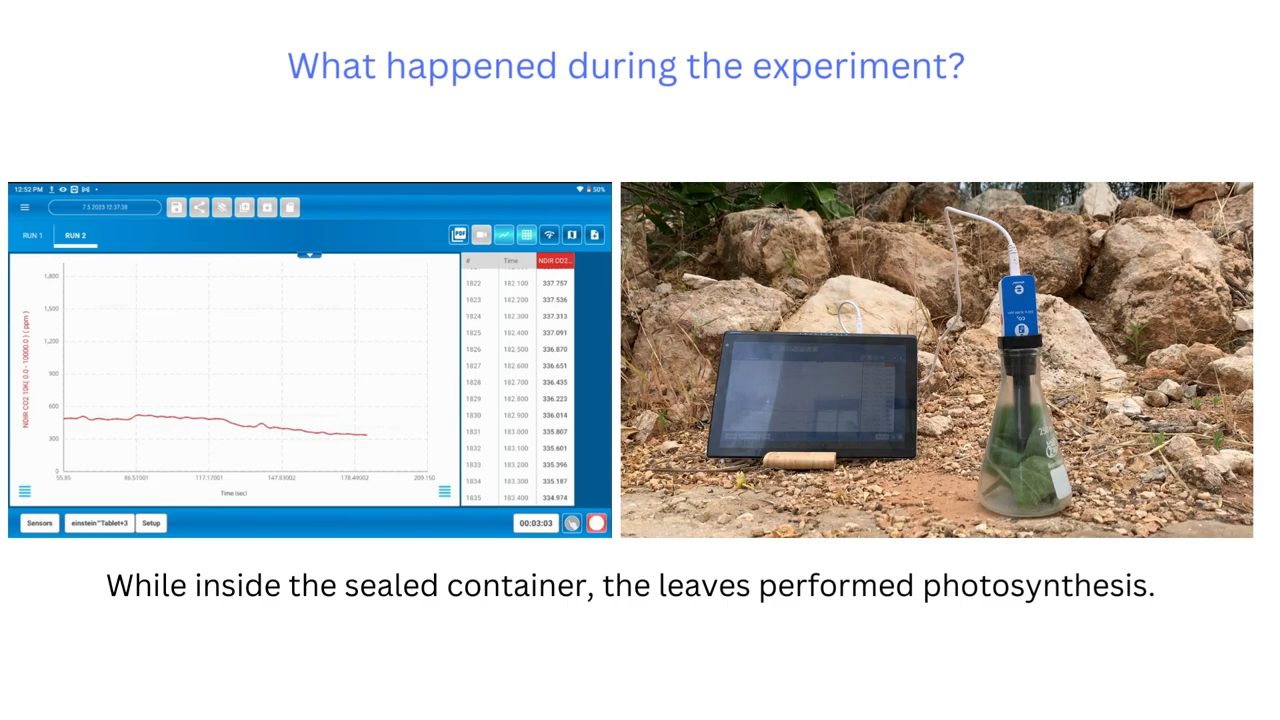 What happened during the experiment?
12:52 PM
50%
7.5.2023 12:37:38
RUN 1
RUN 2
PDF
# Time NDIR CO2...
1822 182.100 337.757
1823 182.200 337.536
1824 182.300 337.313
1825 182.400 337.091
1826 182.500 336.870
1827 182.600 336.651
1828 182.700 336.435
1829 182.800 336.223
1830 182.900 336.014
1831 183.000 335.807
1832 183.100 335.601
1833 183.200 335.396
1834 183.300 335.187
1835 183.400 334.974
NDIR CO2 10K( 0.0 - 10000.0 ) ( ppm )
1,800
1,500
1,200
900
600
300
0
55.85 86.51001 117.17001 147.83002 178.49002 209.150
Time (sec)
Sensors
einstein™Tablet+3
Setup
00:03:03
CO₂
While inside the sealed container, the leaves performed photosynthesis.